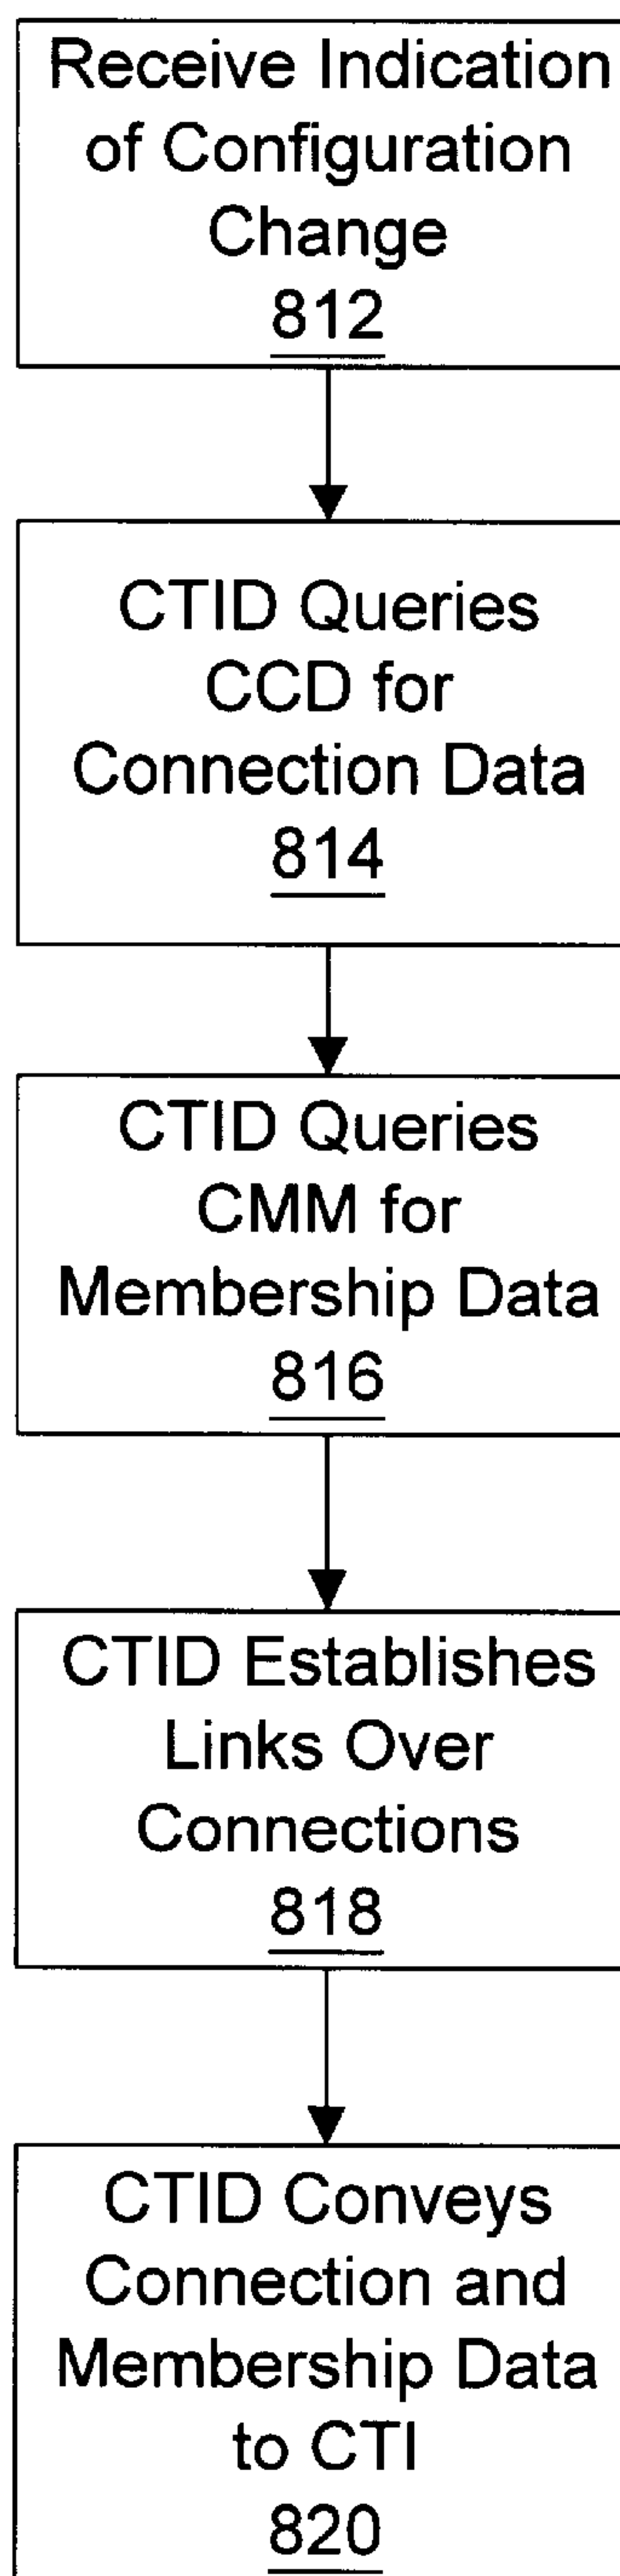 Receive Indication
of Configuration
Change
812
CTID Queries
CCD for
Connection Data
814
CTID Queries
CMM for
Membership Data
816
CTID Establishes
Links Over
Connections
818
CTID Conveys
Connection and
Membership Data
to CTI
820